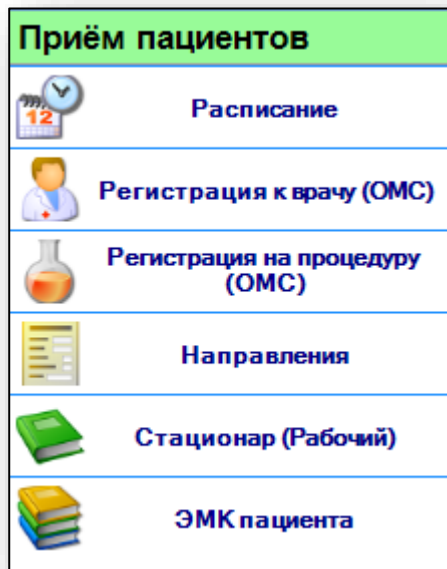 Приём пациентов
12
Расписание
Регистрация к врачу (ОМС)
Регистрация на процедуру
(ОМС)
Направления
Стационар (Рабочий)
ЭМК пациента